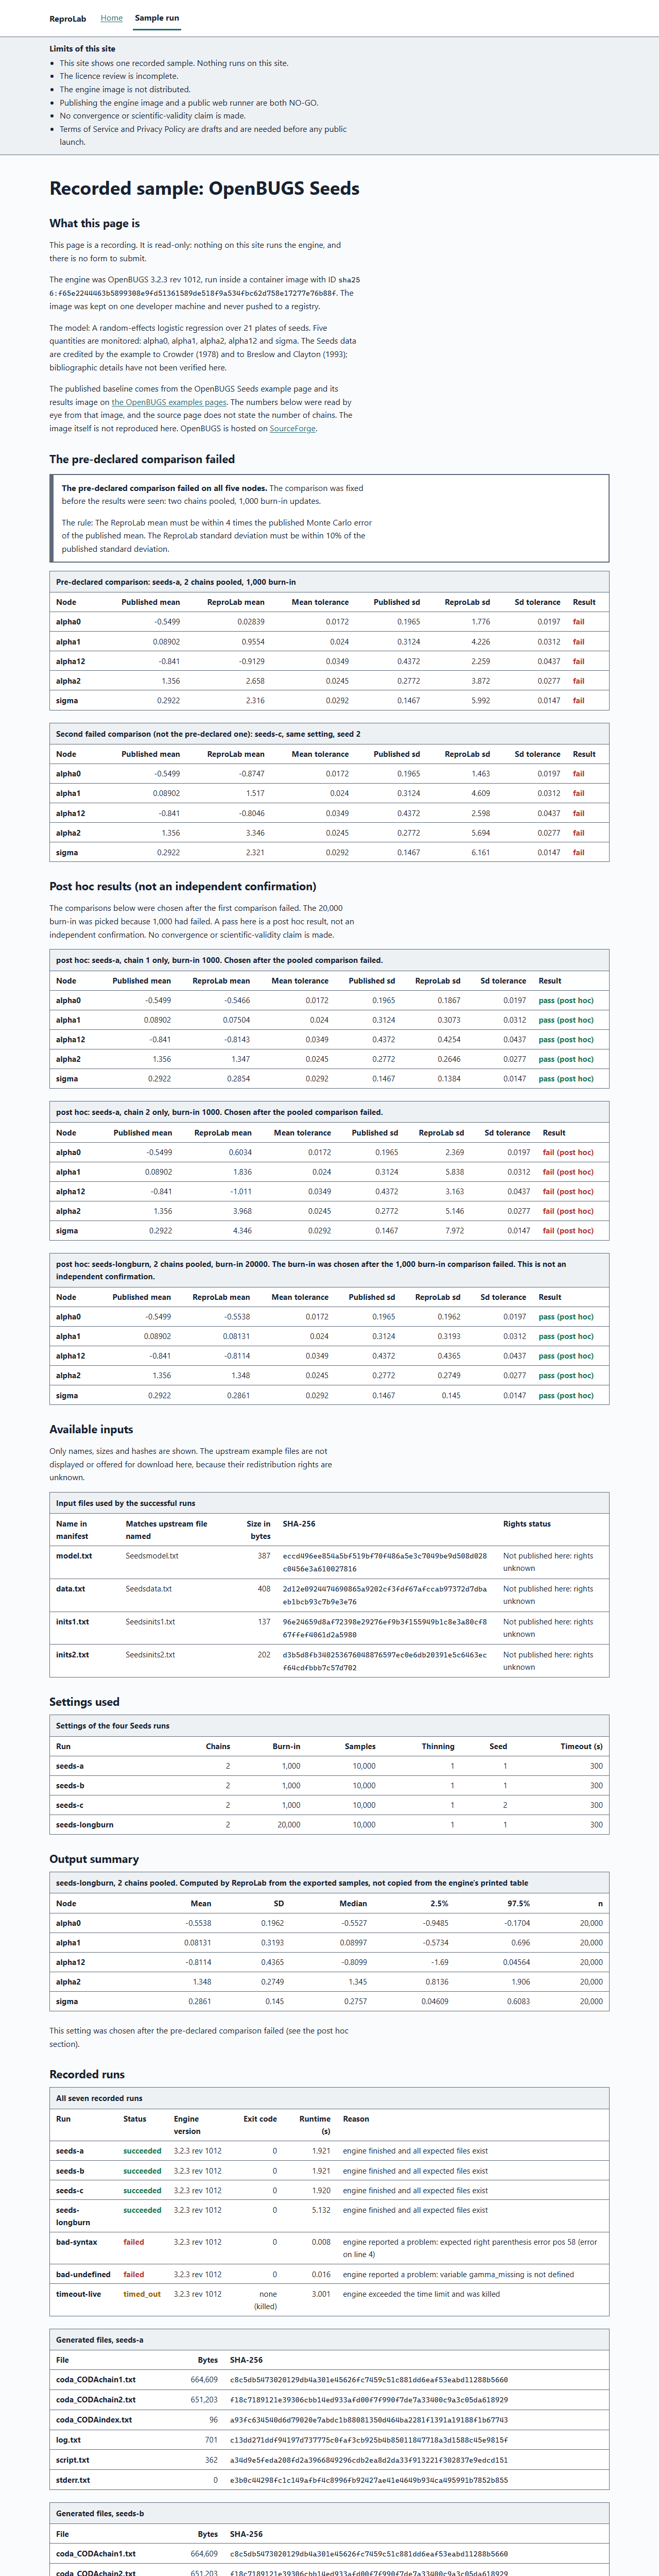 ReproLab Home Sample run
Limits of this site
• This site shows one recorded sample. Nothing runs on this site.
• The licence review is incomplete.
• The engine image is not distributed.
• Publishing the engine image and a public web runner are both NO-GO.
• No convergence or scientific-validity claim is made.
• Terms of Service and Privacy Policy are drafts and are needed before any public
launch.
Recorded sample: OpenBUGS Seeds
What this page is
This page is a recording. It is read-only: nothing on this site runs the engine, and
there is no form to submit.
The engine was OpenBUGS 3.2.3 rev 1012, run inside a container image with ID sha25
6:f65e2244463b5899308e9fd51361589de518f9a534fbc62d758e17277e76b88f. The
image was kept on one developer machine and never pushed to a registry.
The model: A random-effects logistic regression over 21 plates of seeds. Five
quantities are monitored: alpha0, alpha1, alpha2, alpha12 and sigma. The Seeds data
are credited by the example to Crowder (1978) and to Breslow and Clayton (1993);
bibliographic details have not been verified here.
The published baseline comes from the OpenBUGS Seeds example page and its
results image on the OpenBUGS examples pages. The numbers below were read by
eye from that image, and the source page does not state the number of chains. The
image itself is not reproduced here. OpenBUGS is hosted on SourceForge.
The pre-declared comparison failed
The pre-declared comparison failed on all five nodes. The comparison was fixed
before the results were seen: two chains pooled, 1,000 burn-in updates.
The rule: The ReproLab mean must be within 4 times the published Monte Carlo error
of the published mean. The ReproLab standard deviation must be within 10% of the
published standard deviation.
Pre-declared comparison: seeds-a, 2 chains pooled, 1,000 burn-in
Node Published mean ReproLab mean Mean tolerance Published sd ReproLab sd Sd tolerance Result
alpha0 -0.5499 0.02839 0.0172 0.1965 1.776 0.0197 fail
alpha1 0.08902 0.9554 0.024 0.3124 4.226 0.0312 fail
alpha12 -0.841 -0.9129 0.0349 0.4372 2.259 0.0437 fail
alpha2 1.356 2.658 0.0245 0.2772 3.872 0.0277 fail
sigma 0.2922 2.316 0.0292 0.1467 5.992 0.0147 fail
Second failed comparison (not the pre-declared one): seeds-c, same setting, seed 2
Node Published mean ReproLab mean Mean tolerance Published sd ReproLab sd Sd tolerance Result
alpha0 -0.5499 -0.8747 0.0172 0.1965 1.463 0.0197 fail
alpha1 0.08902 1.517 0.024 0.3124 4.609 0.0312 fail
alpha12 -0.841 -0.8046 0.0349 0.4372 2.598 0.0437 fail
alpha2 1.356 3.346 0.0245 0.2772 5.694 0.0277 fail
sigma 0.2922 2.321 0.0292 0.1467 6.161 0.0147 fail
Post hoc results (not an independent confirmation)
The comparisons below were chosen after the first comparison failed. The 20,000
burn-in was picked because 1,000 had failed. A pass here is a post hoc result, not an
independent confirmation. No convergence or scientific-validity claim is made.
post hoc: seeds-a, chain 1 only, burn-in 1000. Chosen after the pooled comparison failed.
Node Published mean ReproLab mean Mean tolerance Published sd ReproLab sd Sd tolerance Result
alpha0 -0.5499 -0.5466 0.0172 0.1965 0.1867 0.0197 pass (post hoc)
alpha1 0.08902 0.07504 0.024 0.3124 0.3073 0.0312 pass (post hoc)
alpha12 -0.841 -0.8143 0.0349 0.4372 0.4254 0.0437 pass (post hoc)
alpha2 1.356 1.347 0.0245 0.2772 0.2646 0.0277 pass (post hoc)
sigma 0.2922 0.2854 0.0292 0.1467 0.1384 0.0147 pass (post hoc)
post hoc: seeds-a, chain 2 only, burn-in 1000. Chosen after the pooled comparison failed.
Node Published mean ReproLab mean Mean tolerance Published sd ReproLab sd Sd tolerance Result
alpha0 -0.5499 0.6034 0.0172 0.1965 2.369 0.0197 fail (post hoc)
alpha1 0.08902 1.836 0.024 0.3124 5.838 0.0312 fail (post hoc)
alpha12 -0.841 -1.011 0.0349 0.4372 3.163 0.0437 fail (post hoc)
alpha2 1.356 3.968 0.0245 0.2772 5.146 0.0277 fail (post hoc)
sigma 0.2922 4.346 0.0292 0.1467 7.972 0.0147 fail (post hoc)
post hoc: seeds-longburn, 2 chains pooled, burn-in 20000. The burn-in was chosen after the 1,000 burn-in comparison failed. This is not an
independent confirmation.
Node Published mean ReproLab mean Mean tolerance Published sd ReproLab sd Sd tolerance Result
alpha0 -0.5499 -0.5538 0.0172 0.1965 0.1962 0.0197 pass (post hoc)
alpha1 0.08902 0.08131 0.024 0.3124 0.3193 0.0312 pass (post hoc)
alpha12 -0.841 -0.8114 0.0349 0.4372 0.4365 0.0437 pass (post hoc)
alpha2 1.356 1.348 0.0245 0.2772 0.2749 0.0277 pass (post hoc)
sigma 0.2922 0.2861 0.0292 0.1467 0.145 0.0147 pass (post hoc)
Available inputs
Only names, sizes and hashes are shown. The upstream example files are not
displayed or offered for download here, because their redistribution rights are
unknown.
Input files used by the successful runs
Name in Matches upstream file Size in SHA-256 Rights status
manifest named bytes
model.txt Seedsmodel.txt 387 eccd496ee854a5bf519bf70f486a5e3c7049be9d508d028 Not published here: rights
c0456e3a610027816 unknown
data.txt Seedsdata.txt 408 2d12e0924474690865a9202cf3fdf67afccab97372d7dba Not published here: rights
eb1bcb93c7b9e3e76 unknown
inits1.txt Seedsinits1.txt 137 96e24659d8af72398e29276ef9b3f155949b1c8e3a80cf8 Not published here: rights
67ffef4061d2a5980 unknown
inits2.txt Seedsinits2.txt 202 d3b5d8fb340253676048876597ec0e6db20391e5c6463ec Not published here: rights
f64cdfbbb7c57d702 unknown
Settings used
Settings of the four Seeds runs
Run Chains Burn-in Samples Thinning Seed Timeout (s)
seeds-a 2 1,000 10,000 1 1 300
seeds-b 2 1,000 10,000 1 1 300
seeds-c 2 1,000 10,000 1 2 300
seeds-longburn 2 20,000 10,000 1 1 300
Output summary
seeds-longburn, 2 chains pooled. Computed by ReproLab from the exported samples, not copied from the engine's printed table
Node Mean SD Median 2.5% 97.5% n
alpha0 -0.5538 0.1962 -0.5527 -0.9485 -0.1704 20,000
alpha1 0.08131 0.3193 0.08997 -0.5734 0.696 20,000
alpha12 -0.8114 0.4365 -0.8099 -1.69 0.04564 20,000
alpha2 1.348 0.2749 1.345 0.8136 1.906 20,000
sigma 0.2861 0.145 0.2757 0.04609 0.6083 20,000
This setting was chosen after the pre-declared comparison failed (see the post hoc
section).
Recorded runs
All seven recorded runs
Run Status Engine Exit code Runtime Reason
version (s)
seeds-a succeeded 3.2.3 rev 1012 0 1.921 engine finished and all expected files exist
seeds-b succeeded 3.2.3 rev 1012 0 1.921 engine finished and all expected files exist
seeds-c succeeded 3.2.3 rev 1012 0 1.920 engine finished and all expected files exist
seeds- succeeded 3.2.3 rev 1012 0 5.132 engine finished and all expected files exist
longburn
bad-syntax failed 3.2.3 rev 1012 0 0.008 engine reported a problem: expected right parenthesis error pos 58 (error
on line 4)
bad-undefined failed 3.2.3 rev 1012 0 0.016 engine reported a problem: variable gamma_missing is not defined
timeout-live timed_out 3.2.3 rev 1012 none 3.001 engine exceeded the time limit and was killed
(killed)
Generated files, seeds-a
File Bytes SHA-256
coda_CODAchain1.txt 664,609 c8c5db5473020129db4a301e45626fc7459c51c881dd6eaf53eabd11288b5660
coda_CODAchain2.txt 651,203 f18c7189121e39306cbb14ed933afd00f7f990f7de7a33400c9a3c05da618929
coda_CODAindex.txt 96 a93fc634540d6d79020e7abdc1b88081350d464ba2281f1391a19188f1b67743
log.txt 701 c13dd271ddf94197d737775c0faf3cb925b4b85011847718a3d1588c45e9815f
script.txt 362 a34d9e5feda208fd2a3966849296cdb2ea8d2da33f913221f302837e9edcd151
stderr.txt 0 e3b0c44298fc1c149afbf4c8996fb92427ae41e4649b934ca495991b7852b855
Generated files, seeds-b
File Bytes SHA-256
coda_CODAchain1.txt 664,609 c8c5db5473020129db4a301e45626fc7459c51c881dd6eaf53eabd11288b5660
coda_CODAchain2.txt 651,203 f18c7189121e39306cbb14ed933afd00f7f990f7de7a33400c9a3c05da618929